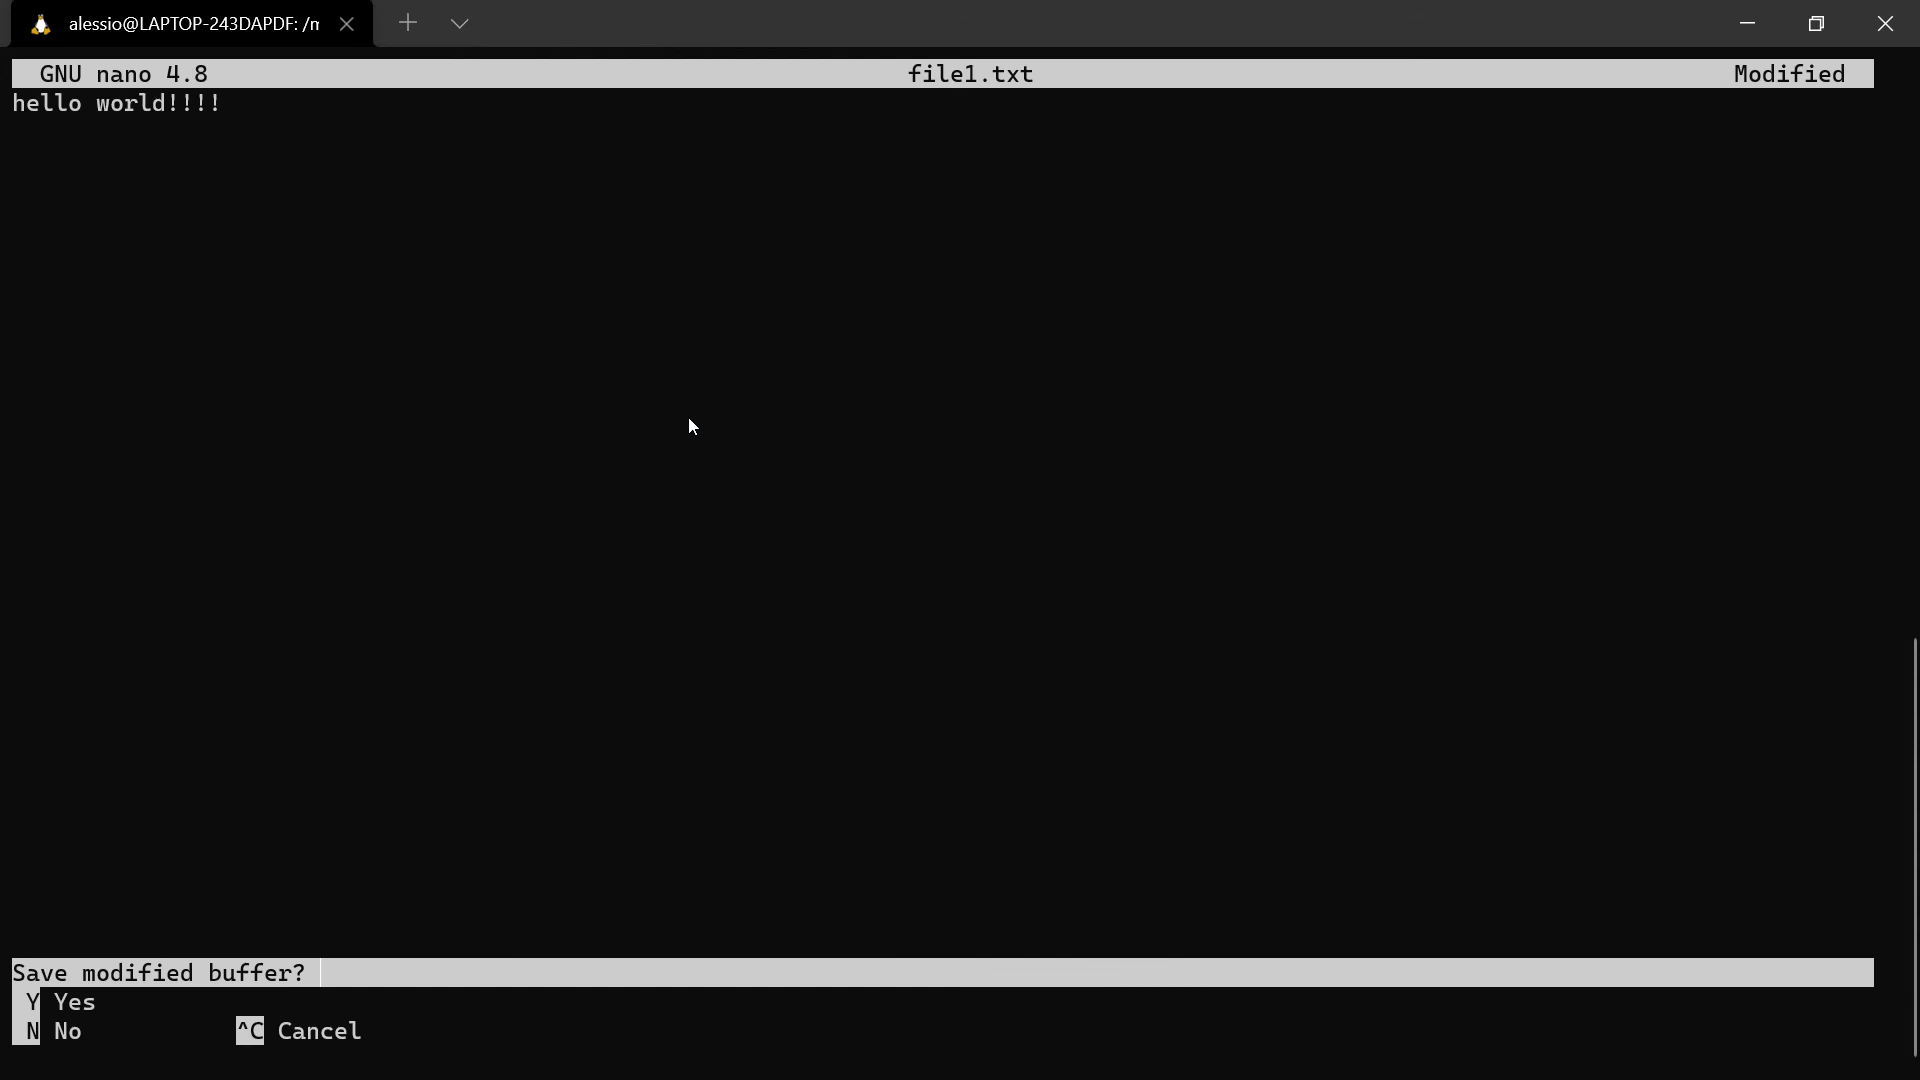 alessio@LAPTOP-243DAPDF: /m
GNU nano 4.8 file1.txt Modified
hello world!!!!
Save modified buffer?
Y Yes
N No ^C Cancel